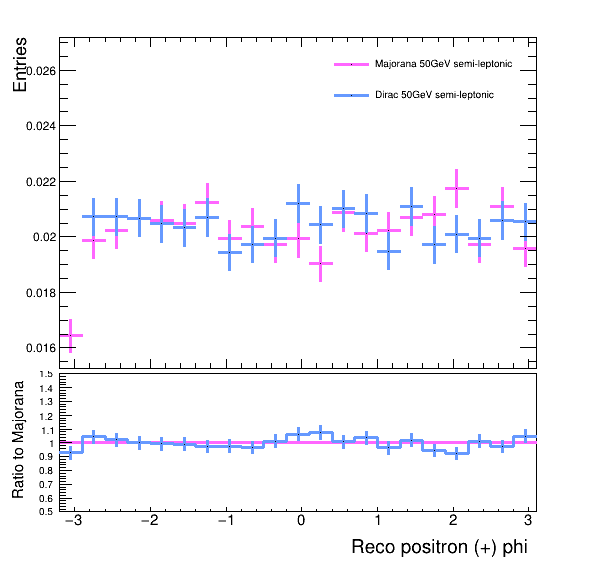 Entries
0.026
0.024
0.022
0.02
0.018
0.016
Majorana 50GeV semi-leptonic
Dirac 50GeV semi-leptonic
Ratio to Majorana
1.5
1.4
1.3
1.2
1.1
1
0.9
0.8
0.7
0.6
0.5
−3 −2 −1 0 1 2 3
Reco positron (+) phi